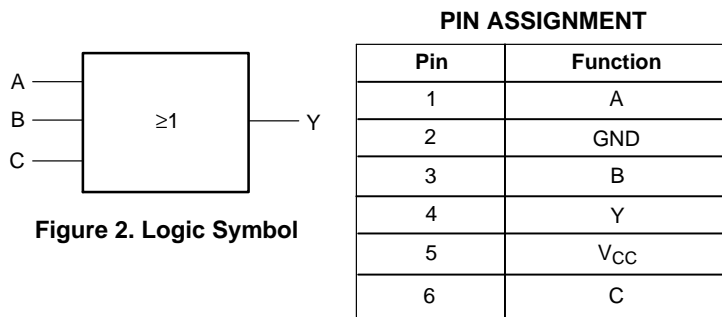 A
B
C
≥1
Y
Figure 2. Logic Symbol
PIN ASSIGNMENT
Pin Function
1 A
2 GND
3 B
4 Y
5 VCC
6 C